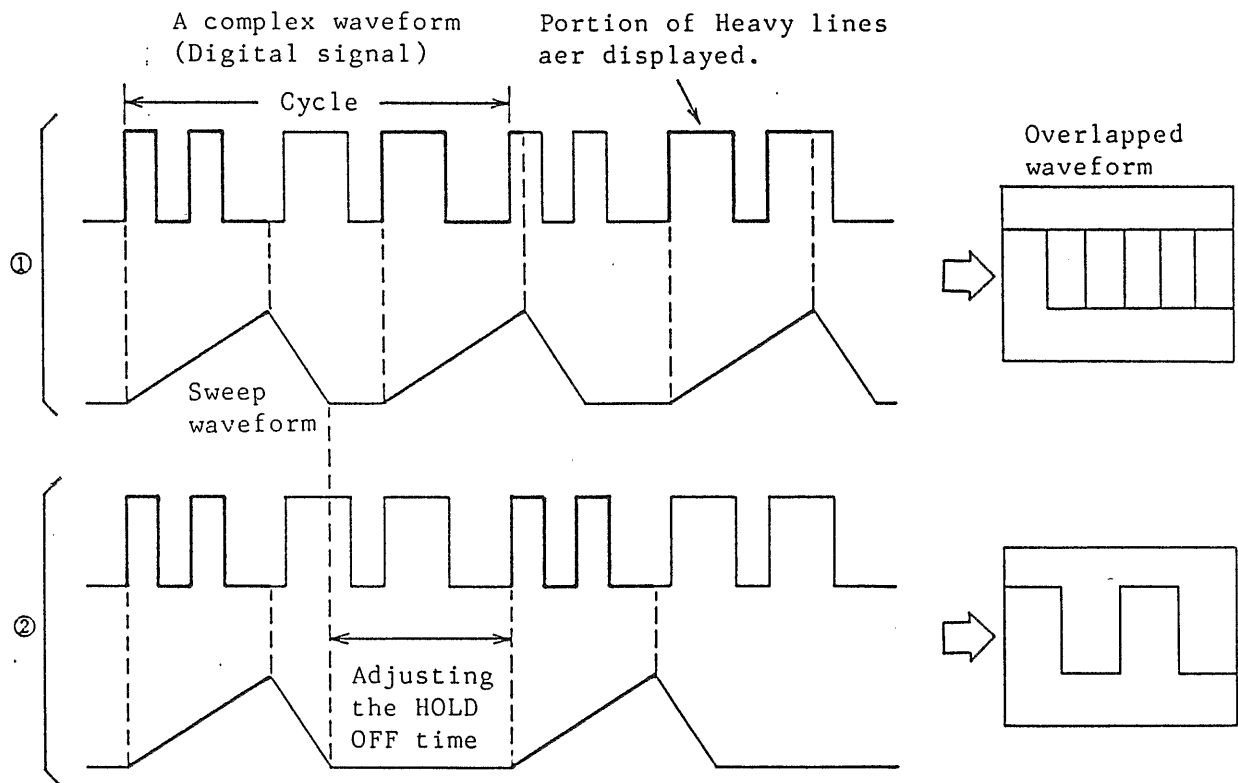 A complex waveform
(Digital signal)
Portion of Heavy lines
aer displayed.
Cycle
Overlapped
waveform
①
Sweep
waveform
②
Adjusting
the HOLD
OFF time